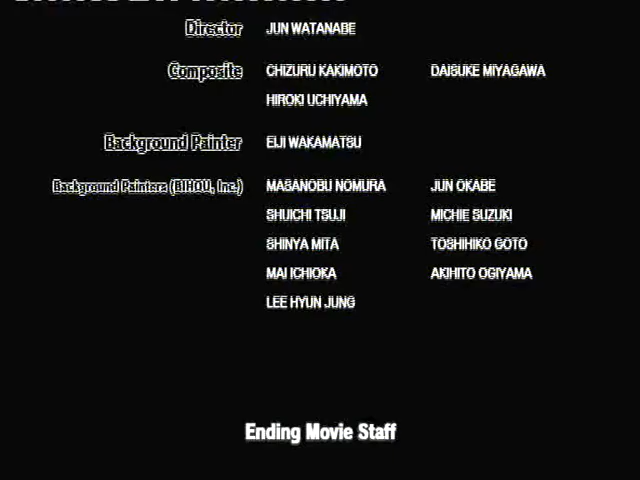 Director JUN WATANABE
Composite CHIZURU KAKIMOTO DAISUKE MIYAGAWA
HIROKI UCHIYAMA
Background Painter EIJI WAKAMATSU
Background Painters (BIHOU, Inc.) MASANOBU NOMURA JUN OKABE
SHUICHI TSUJI MICHIE SUZUKI
SHINYA MITA TOSHIHIKO GOTO
MAI ICHIOKA AKIHITO OGIYAMA
LEE HYUN JUNG
Ending Movie Staff